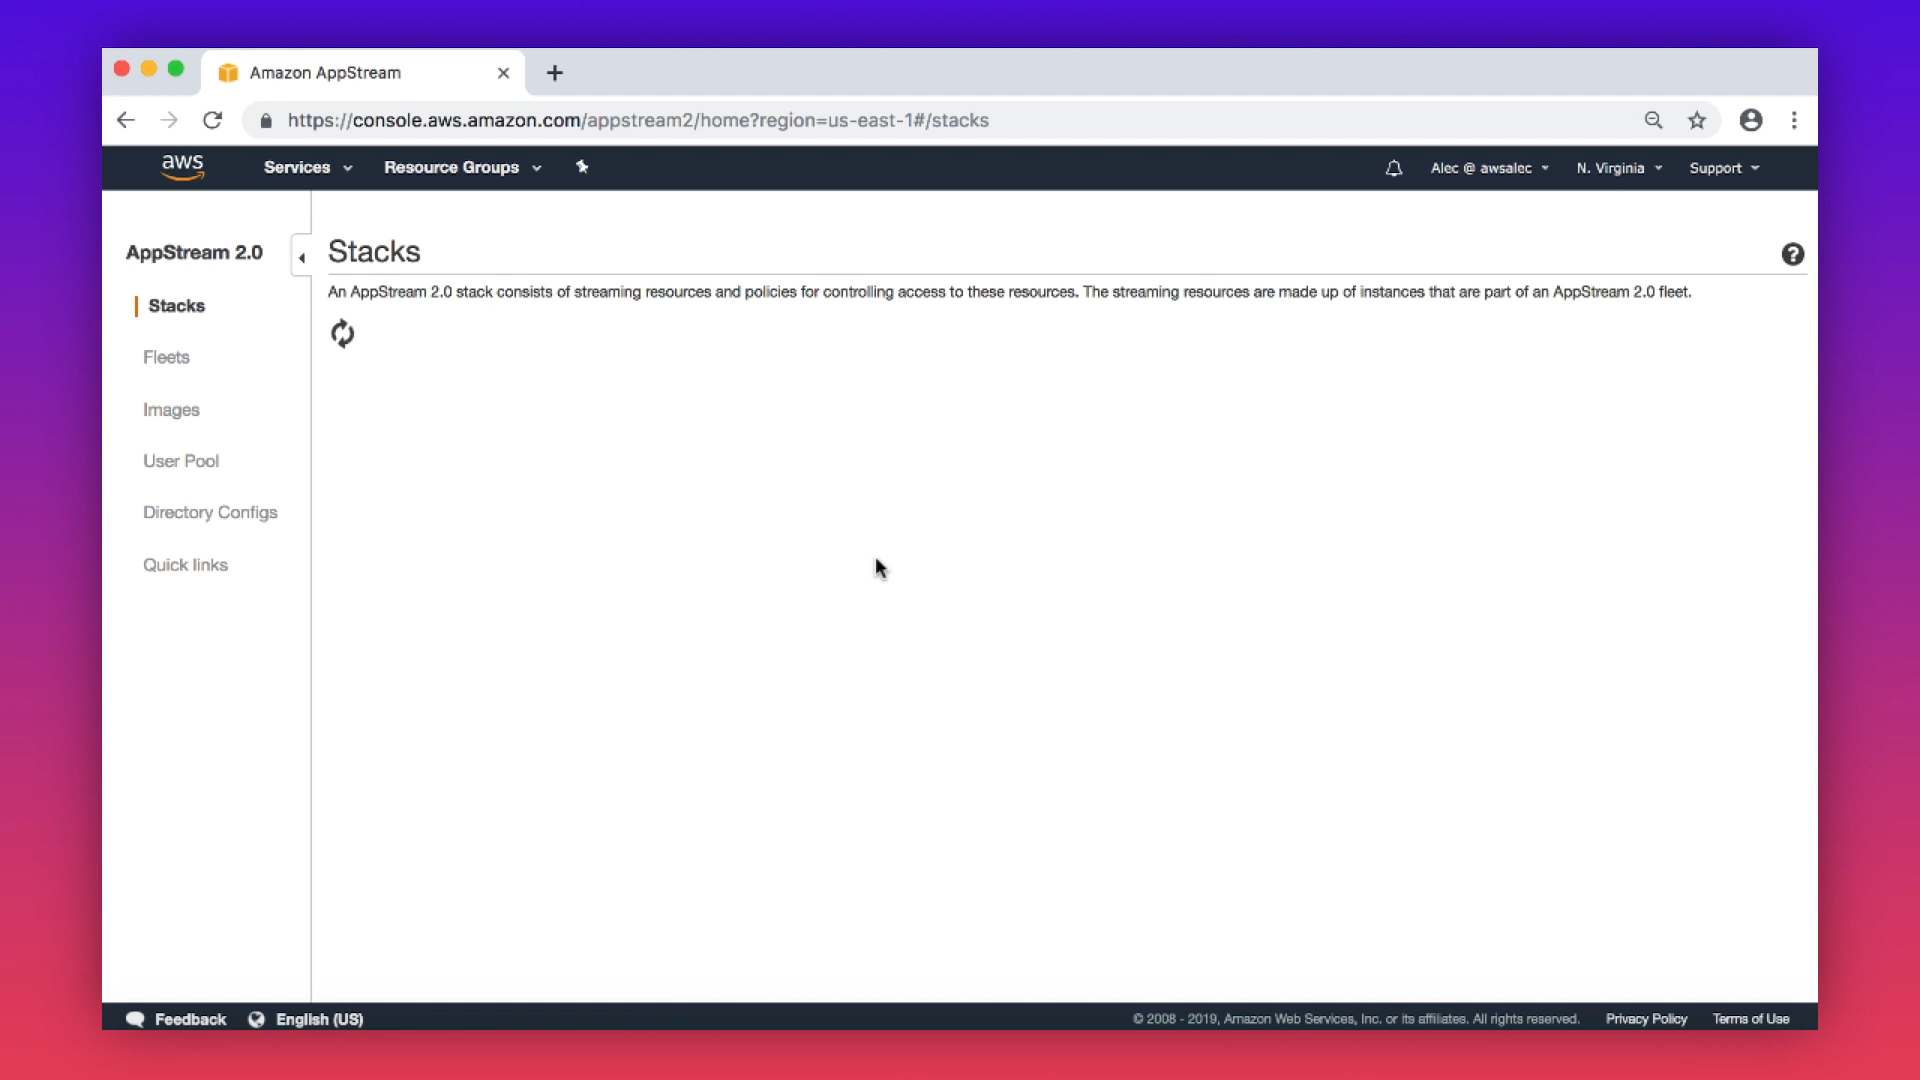 Amazon AppStream
https://console.aws.amazon.com/appstream2/home?region=us-east-1#/stacks
aws Services Resource Groups Alec @ awsalec N. Virginia Support
AppStream 2.0
Stacks
Fleets
Images
User Pool
Directory Configs
Quick links
Stacks
An AppStream 2.0 stack consists of streaming resources and policies for controlling access to these resources. The streaming resources are made up of instances that are part of an AppStream 2.0 fleet.
Feedback English (US) © 2008 - 2019, Amazon Web Services, Inc. or its affiliates. All rights reserved. Privacy Policy Terms of Use